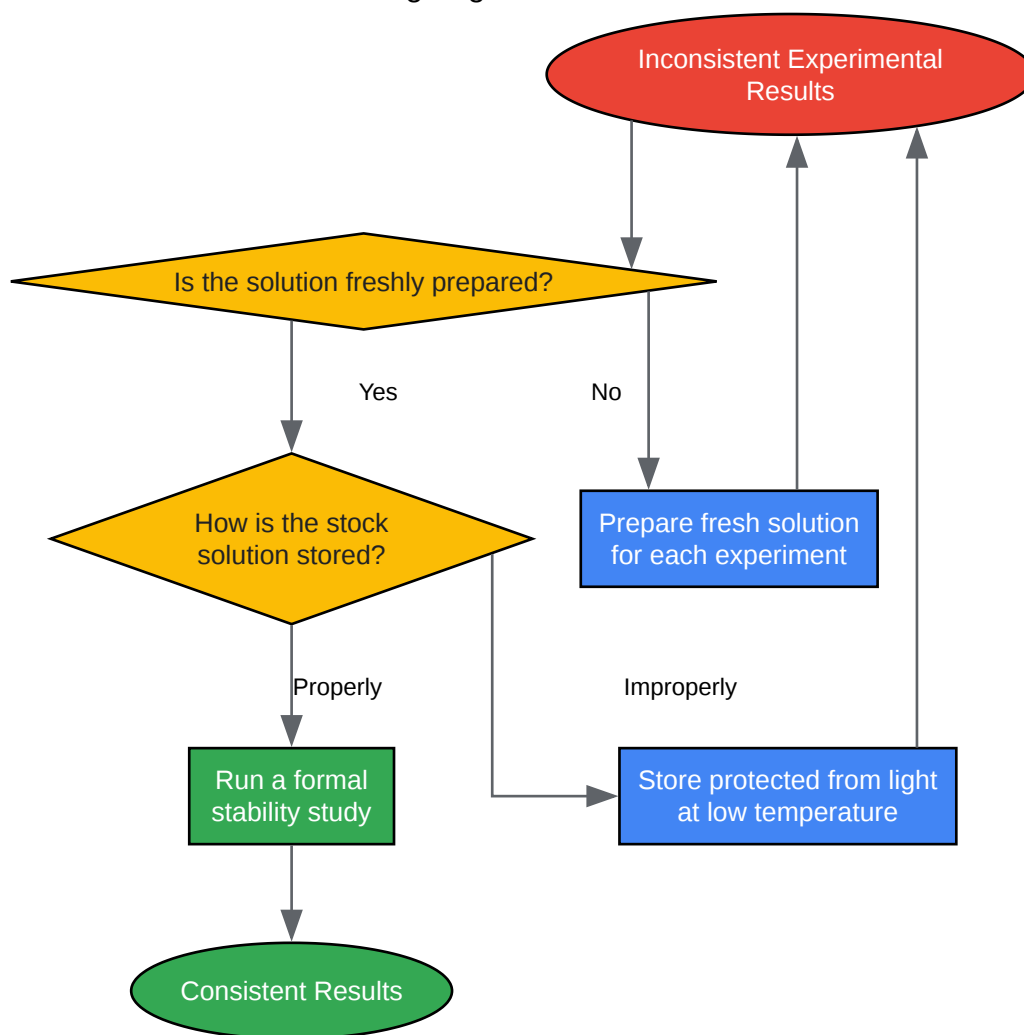 Inconsistent Experimental
Results
Is the solution freshly prepared?
Yes
No
How is the stock
solution stored?
Prepare fresh solution
for each experiment
Properly
Improperly
Run a formal
stability study
Store protected from light
at low temperature
Consistent Results